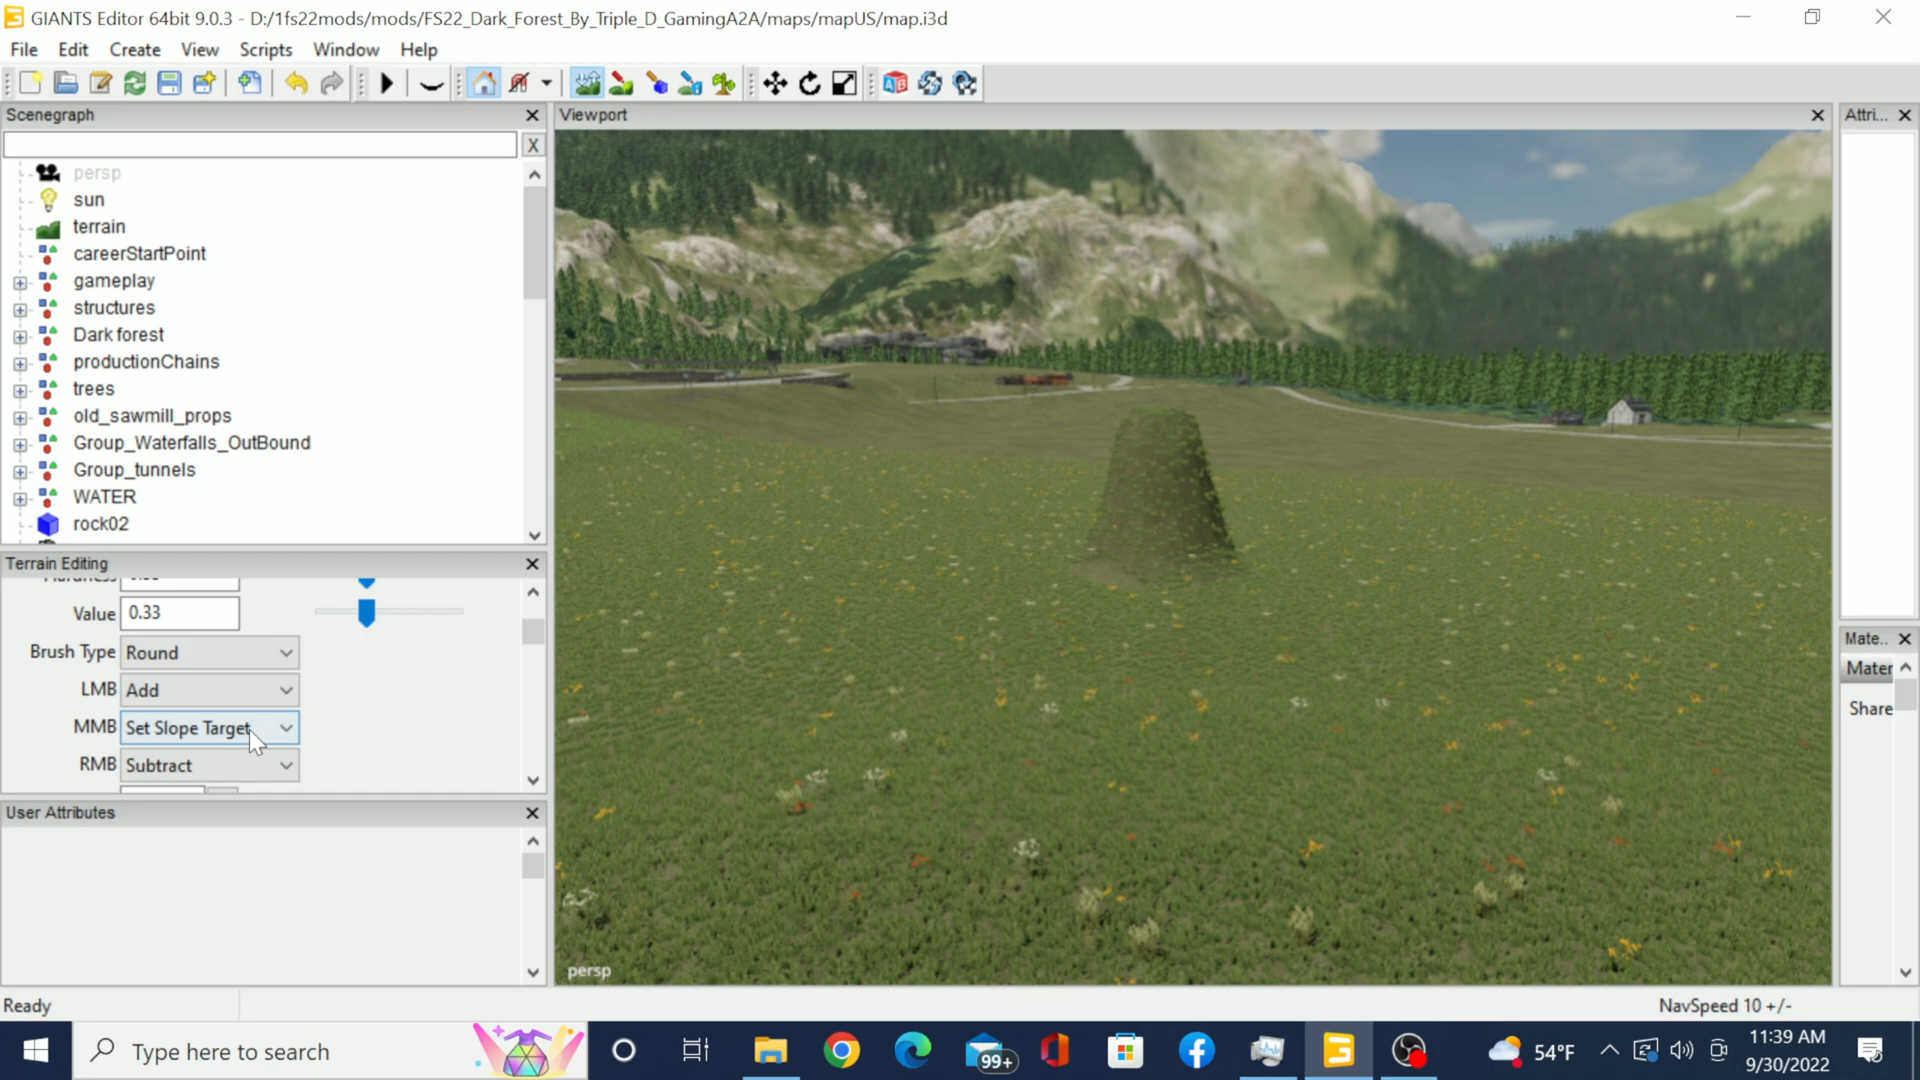 GIANTS Editor 64bit 9.0.3 - D:/1fs22mods/mods/FS22_Dark_Forest_By_Triple_D_GamingA2A/maps/mapUS/map.i3d
File Edit Create View Scripts Window Help
Scenegraph
X
persp
sun
terrain
careerStartPoint
gameplay
structures
Dark forest
productionChains
trees
old_sawmill_props
Group_Waterfalls_OutBound
Group_tunnels
WATER
rock02
Terrain Editing
Value 0.33
Brush Type Round
LMB Add
MMB Set Slope Target
RMB Subtract
User Attributes
Viewport
persp
Attri...
Mate..
Mater
Share
Ready
NavSpeed 10 +/-
Type here to search
99+
54°F
11:39 AM
9/30/2022